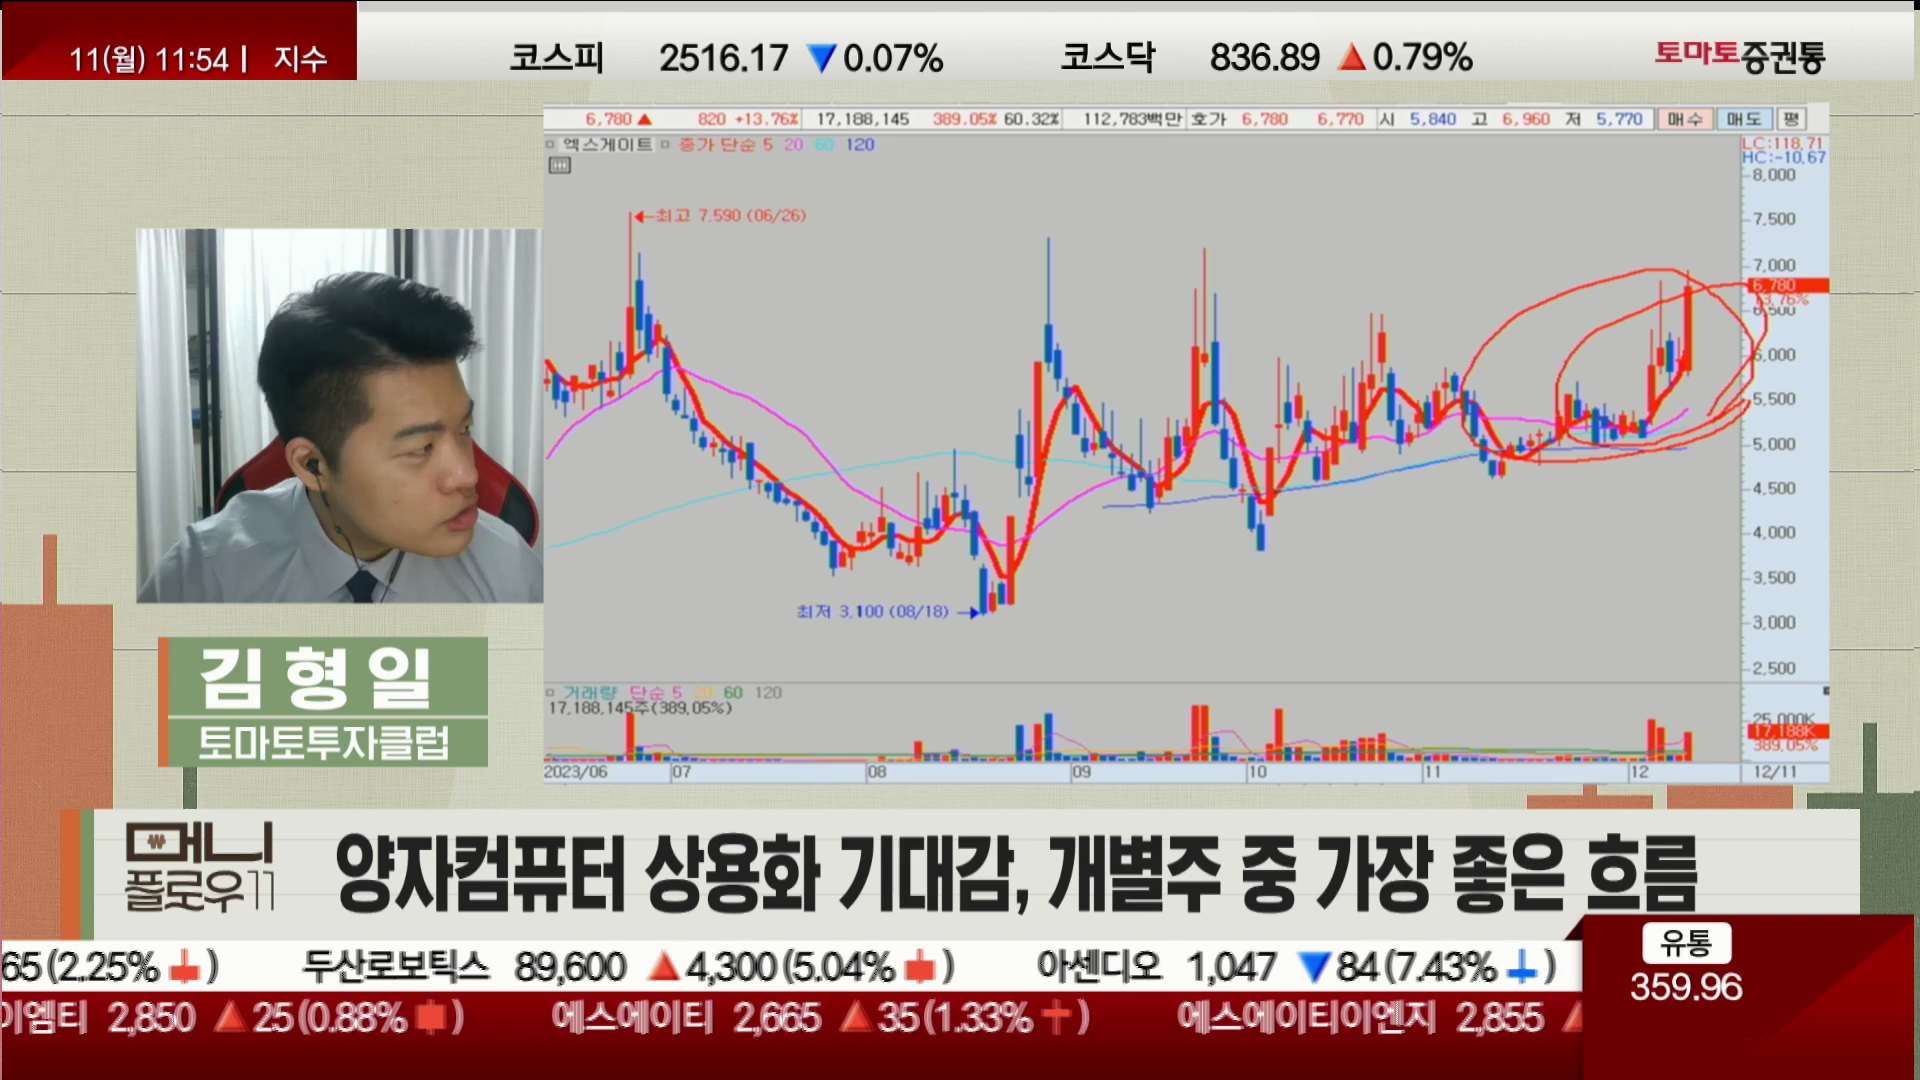 11(월) 11:54 | 지수
코스피 2516.17 ▼0.07%
코스닥 836.89 ▲0.79%
토마토증권통
6,780 ▲ 820 +13.76% 17,188,145 389.05% 60.32% 112,783백만 호가 6,780 6,770 시 5,840 고 6,960 저 5,770 매수 매도 평
엑스게이트 종가 단순 5 20 60 120
LC:118.71
HC:-10.67
8,000
←최고 7,590 (06/26)
7,500
7,000
6,780
13.76%
6,500
6,000
5,500
5,000
4,500
4,000
3,500
최저 3,100 (08/18) →
3,000
2,500
거래량 단순 5 20 60 120
17,188,145주(389.05%)
25,000K
17,188K
389.05%
2023/06 07 08 09 10 11 12 12/11
김형일
토마토투자클럽
머니
플로우11
양자컴퓨터 상용화 기대감, 개별주 중 가장 좋은 흐름
65(2.25% ) 두산로보틱스 89,600 ▲4,300(5.04% ) 아센디오 1,047 ▼84(7.43% )
유통
359.96
이엠티 2,850 ▲25(0.88% ) 에스에이티 2,665 ▲35(1.33% ) 에스에이티이엔지 2,855